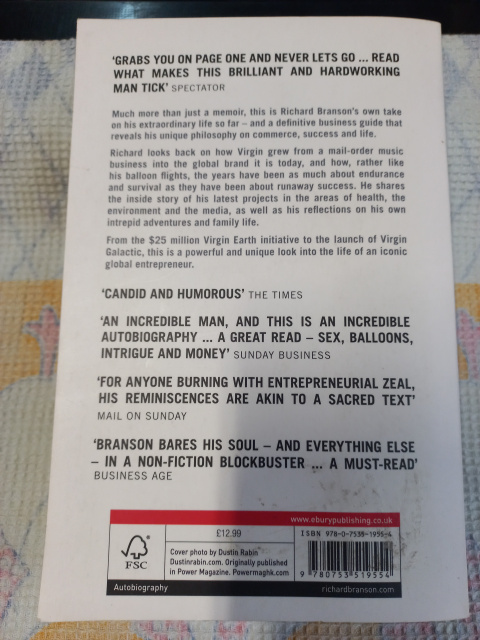 'GRABS YOU ON PAGE ONE AND NEVER LETS GO ... READ
WHAT MAKES THIS BRILLIANT AND HARDWORKING
MAN TICK' SPECTATOR
Much more than just a memoir, this is Richard Branson's own take
on his extraordinary life so far – and a definitive business guide that
reveals his unique philosophy on commerce, success and life.
Richard looks back on how Virgin grew from a mail-order music
business into the global brand it is today, and how, rather like
his balloon flights, the years have been as much about endurance
and survival as they have been about runaway success. He shares
the inside story of his latest projects in the areas of health, the
environment and the media, as well as his reflections on his own
intrepid adventures and family life.
From the $25 million Virgin Earth initiative to the launch of Virgin
Galactic, this is a powerful and unique look into the life of an iconic
global entrepreneur.
'CANDID AND HUMOROUS' THE TIMES
'AN INCREDIBLE MAN, AND THIS IS AN INCREDIBLE
AUTOBIOGRAPHY ... A GREAT READ – SEX, BALLOONS,
INTRIGUE AND MONEY' SUNDAY BUSINESS
'FOR ANYONE BURNING WITH ENTREPRENEURIAL ZEAL,
HIS REMINISCENCES ARE AKIN TO A SACRED TEXT'
MAIL ON SUNDAY
'BRANSON BARES HIS SOUL – AND EVERYTHING ELSE
– IN A NON-FICTION BLOCKBUSTER ... A MUST-READ'
BUSINESS AGE
www.eburypublishing.co.uk
FSC
£12.99
Cover photo by Dustin Rabin
Dustinrabin.com. Originally published
in Power Magazine. Powermaghk.com
ISBN 978-0-7535-1955-4
9 780753 519554
Autobiography
richardbranson.com